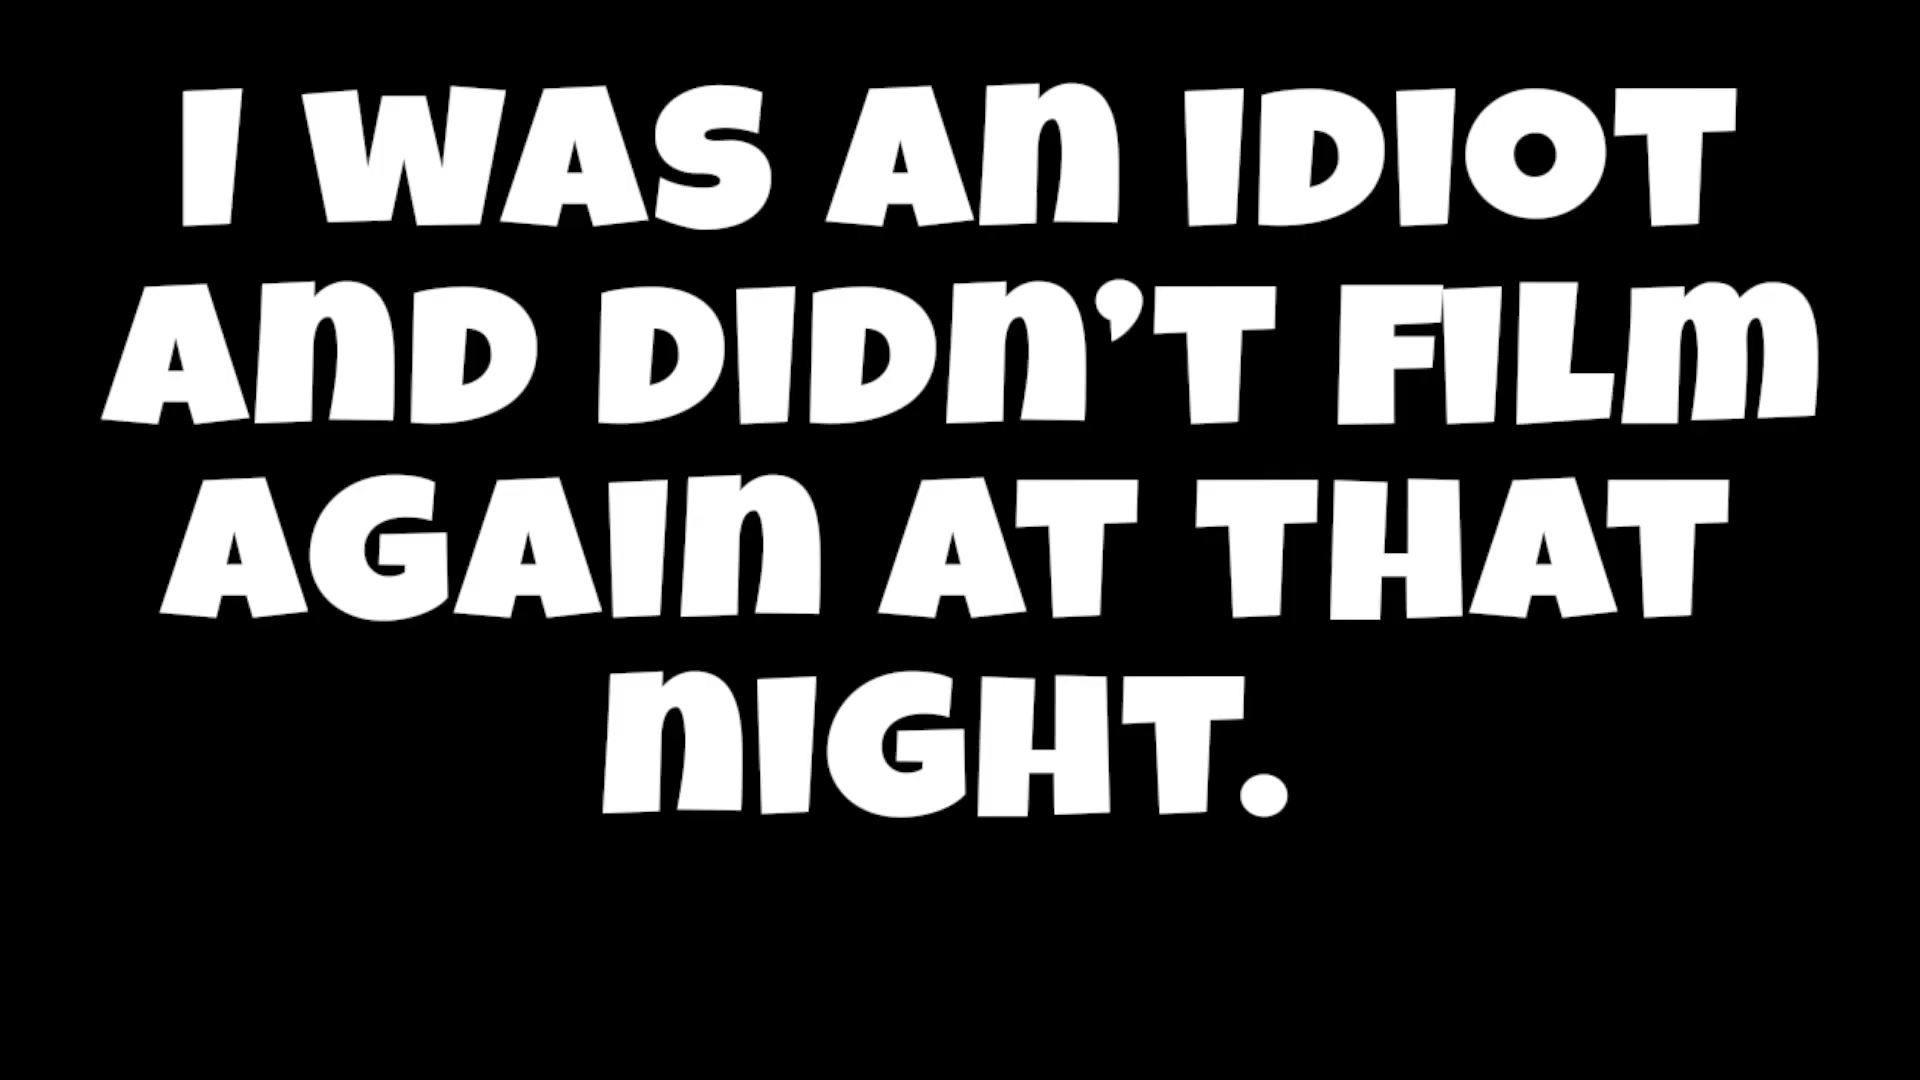 I WAS AN IDIOT
AND DIDN'T FILM
AGAIN AT THAT
NIGHT.